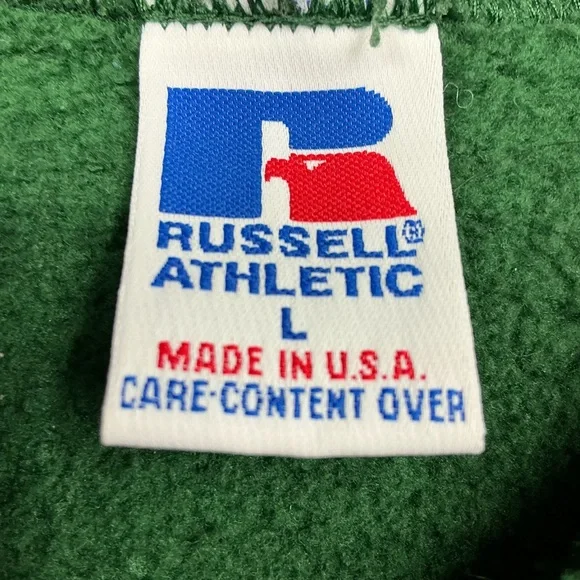 RUSSELL®
ATHLETIC
L
MADE IN U.S.A.
CARE-CONTENT OVER